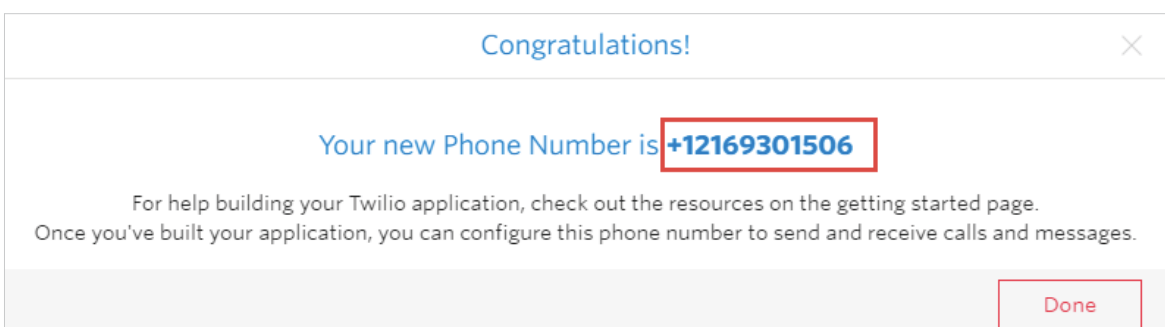 Congratulations!
Your new Phone Number is +12169301506
For help building your Twilio application, check out the resources on the getting started page.
Once you've built your application, you can configure this phone number to send and receive calls and messages.
Done